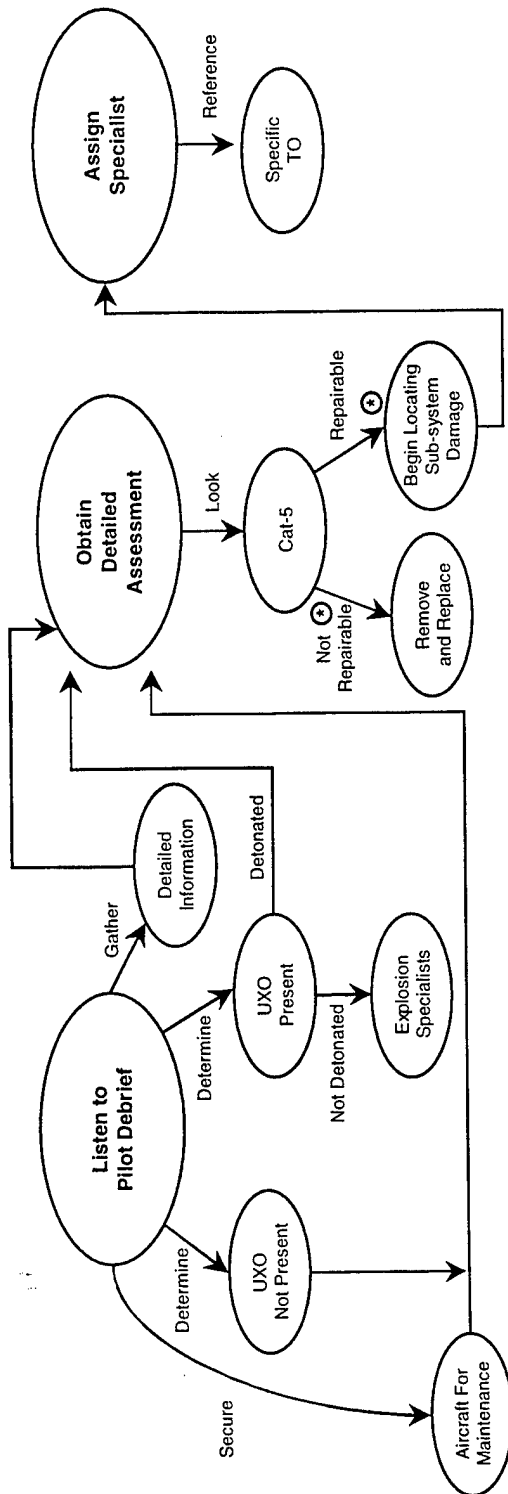 Listen to
Pilot Debrief
Secure
Aircraft For
Maintenance
Determine
UXO
Not Present
Determine
UXO
Present
Not Detonated
Explosion
Specialists
Detonated
Gather
Detailed
Information
Obtain
Detailed
Assessment
Look
Cat-5
Not
Repairable
*
Remove
and Replace
Repairable
*
Begin Locating
Sub-system
Damage
Assign
Specialist
Reference
Specific
TO